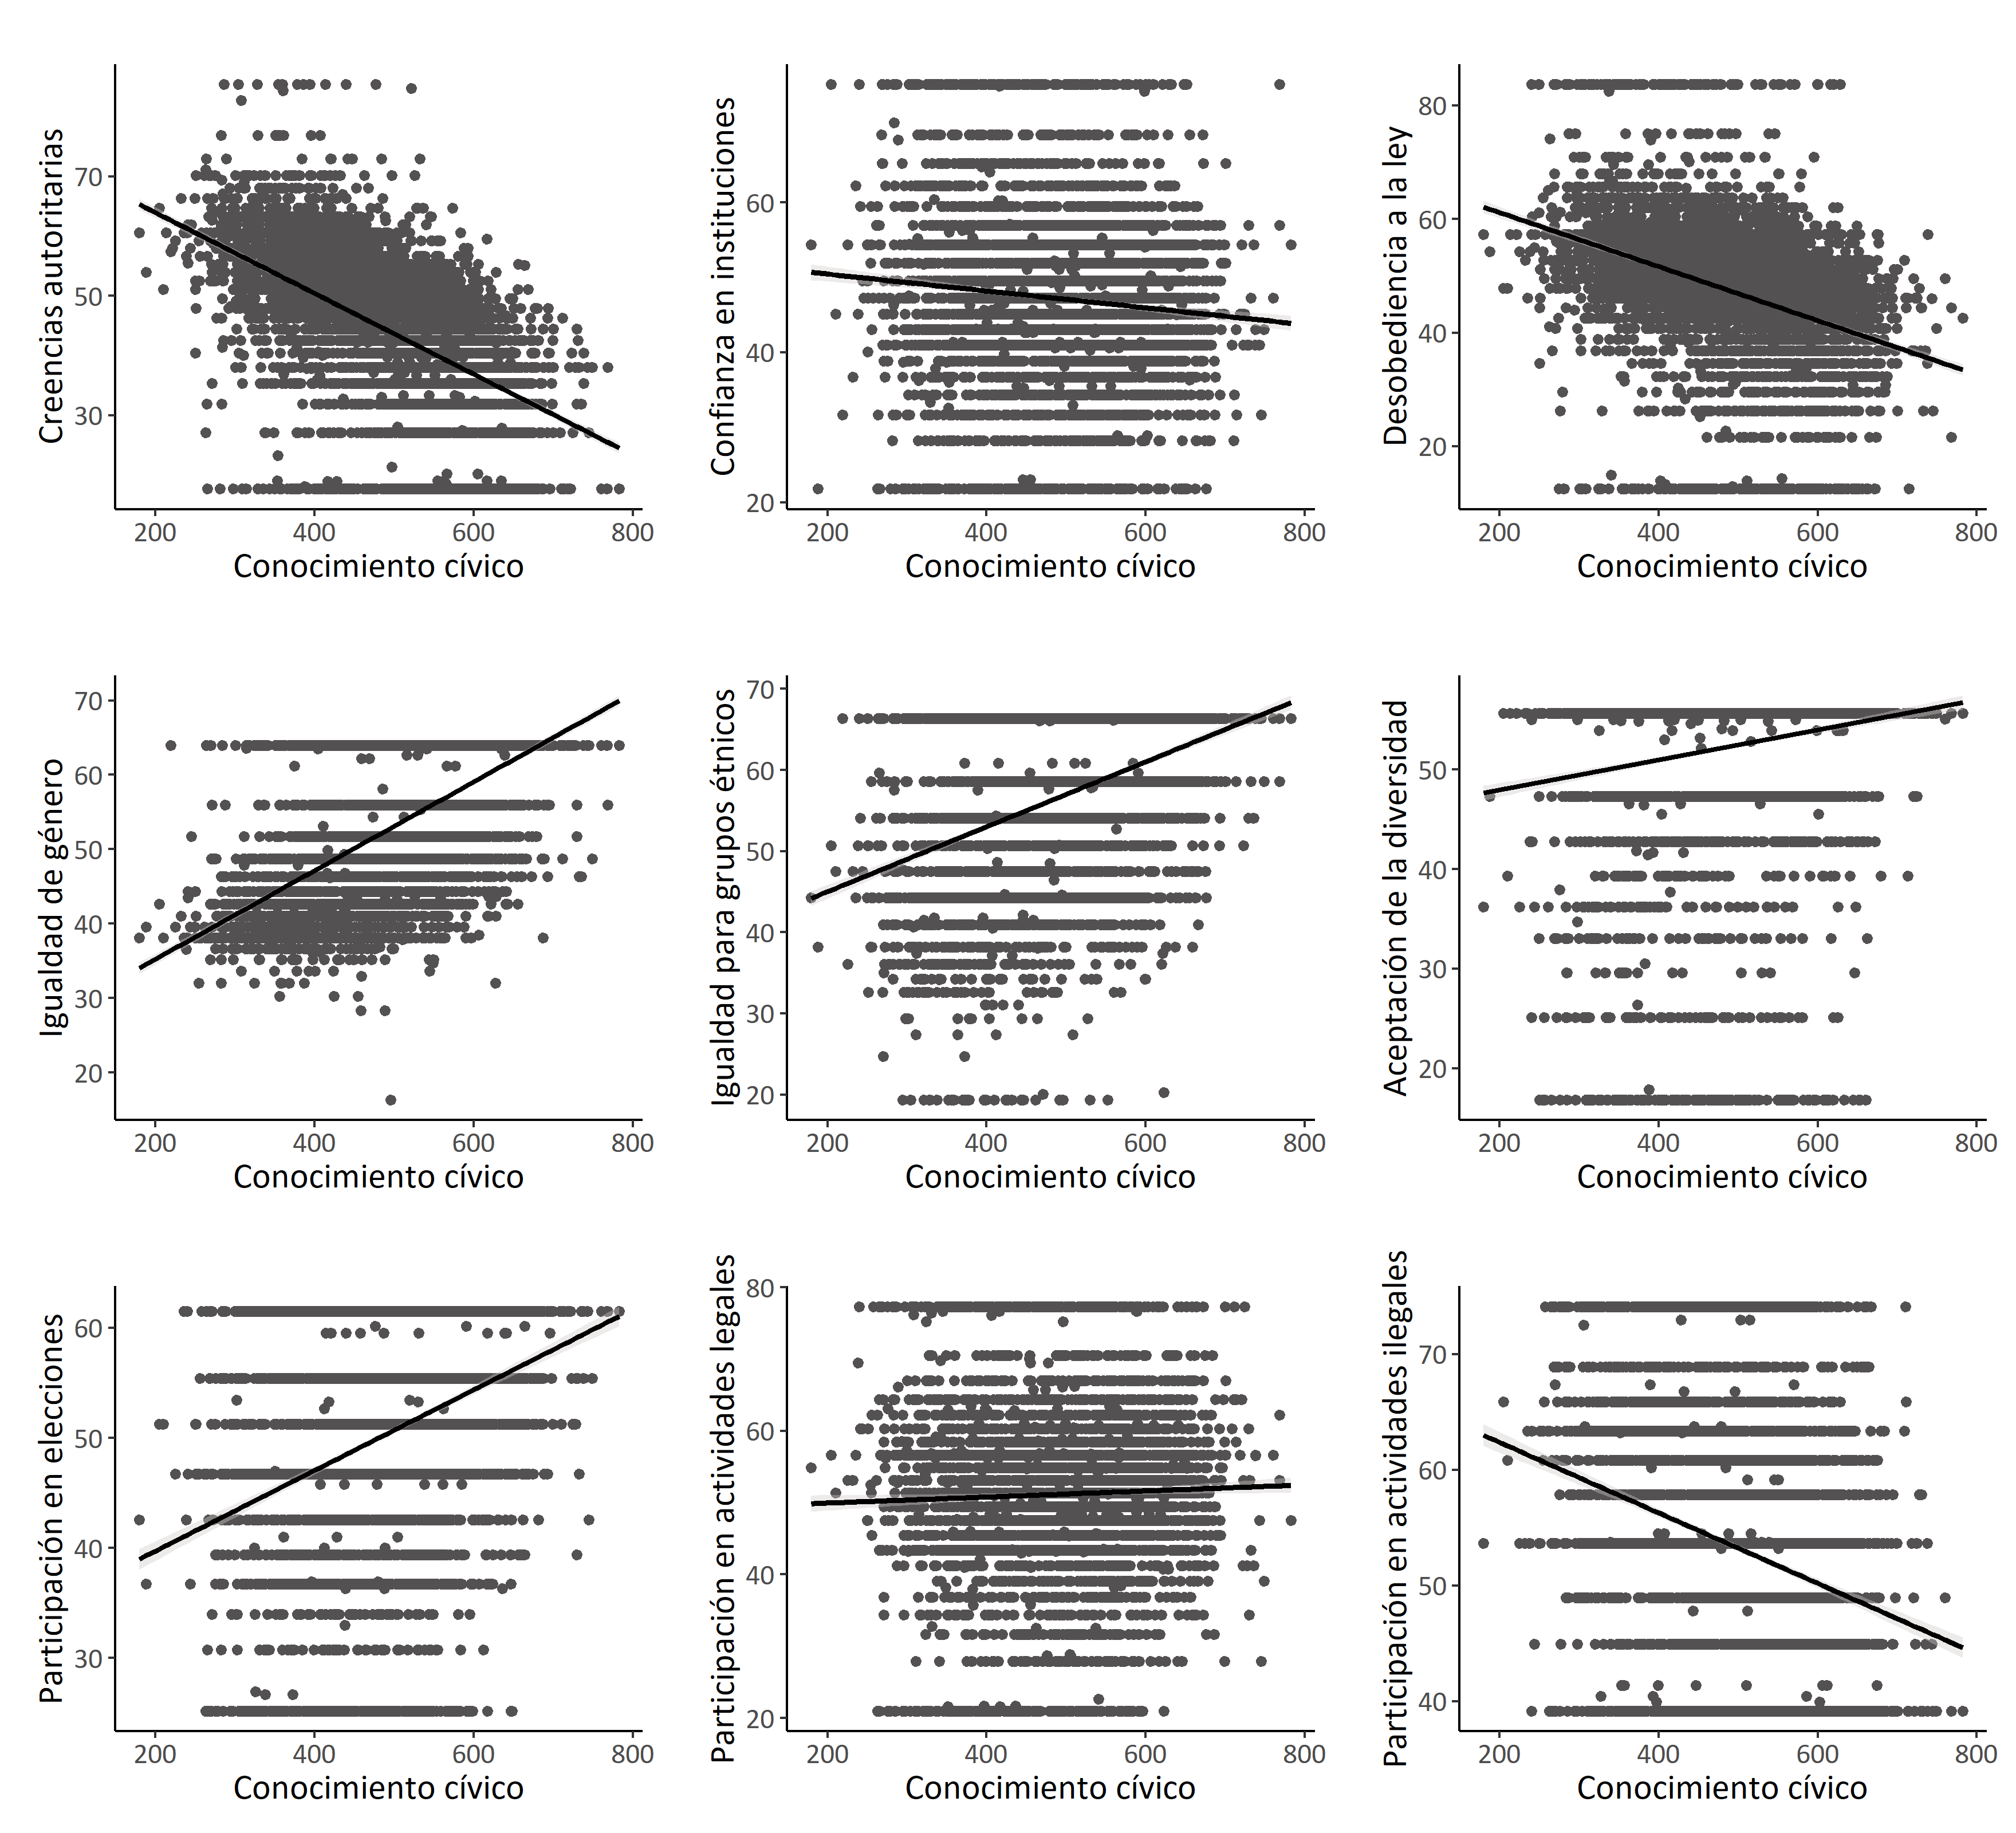 Creencias autoritarias
70
50
30
200 400 600 800
Conocimiento cívico
Confianza en instituciones
60
40
20
200 400 600 800
Conocimiento cívico
Desobediencia a la ley
80
60
40
20
200 400 600 800
Conocimiento cívico
Igualdad de género
70
60
50
40
30
20
200 400 600 800
Conocimiento cívico
Igualdad para grupos étnicos
70
60
50
40
30
20
200 400 600 800
Conocimiento cívico
Aceptación de la diversidad
50
40
30
20
200 400 600 800
Conocimiento cívico
Participación en elecciones
60
50
40
30
200 400 600 800
Conocimiento cívico
Participación en actividades legales
80
60
40
20
200 400 600 800
Conocimiento cívico
Participación en actividades ilegales
70
60
50
40
200 400 600 800
Conocimiento cívico